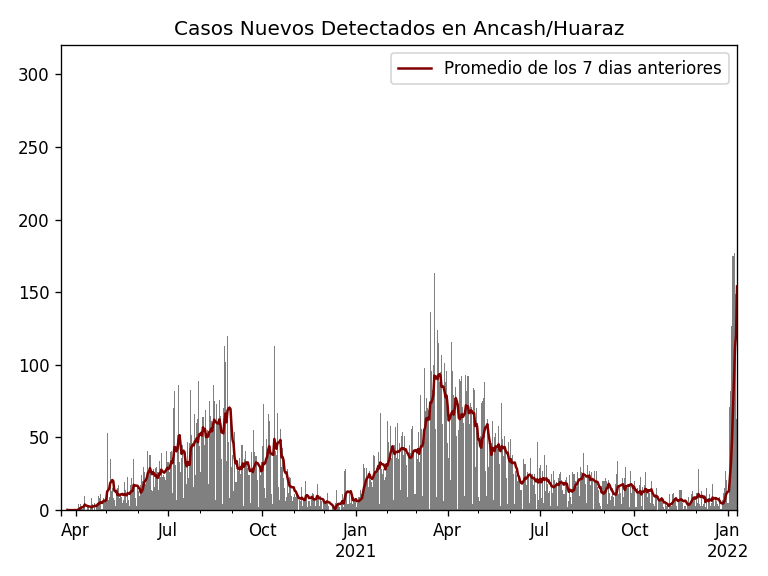 Casos Nuevos Detectados en Ancash/Huaraz
Promedio de los 7 dias anteriores
300
250
200
150
100
50
0
Apr Jul Oct Jan Apr Jul Oct Jan
2021 2022